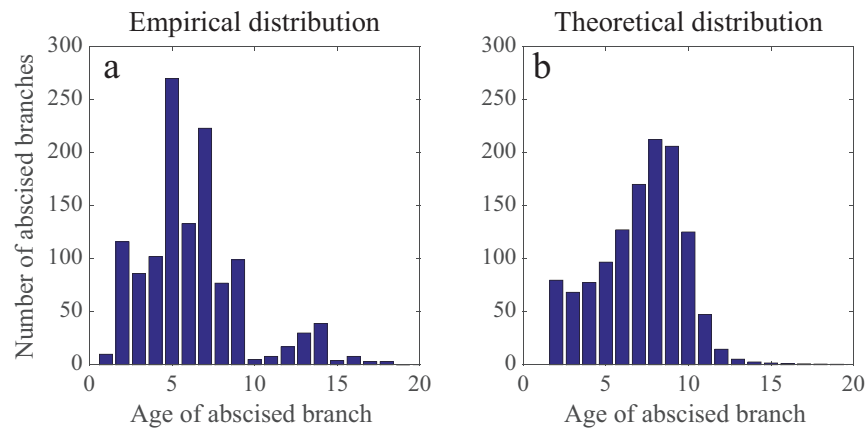 Empirical distribution
Theoretical distribution
a
b
Number of abscised branches
300
250
200
150
100
50
0
0 5 10 15 20
Age of abscised branch
300
250
200
150
100
50
0
0 5 10 15 20
Age of abscised branch